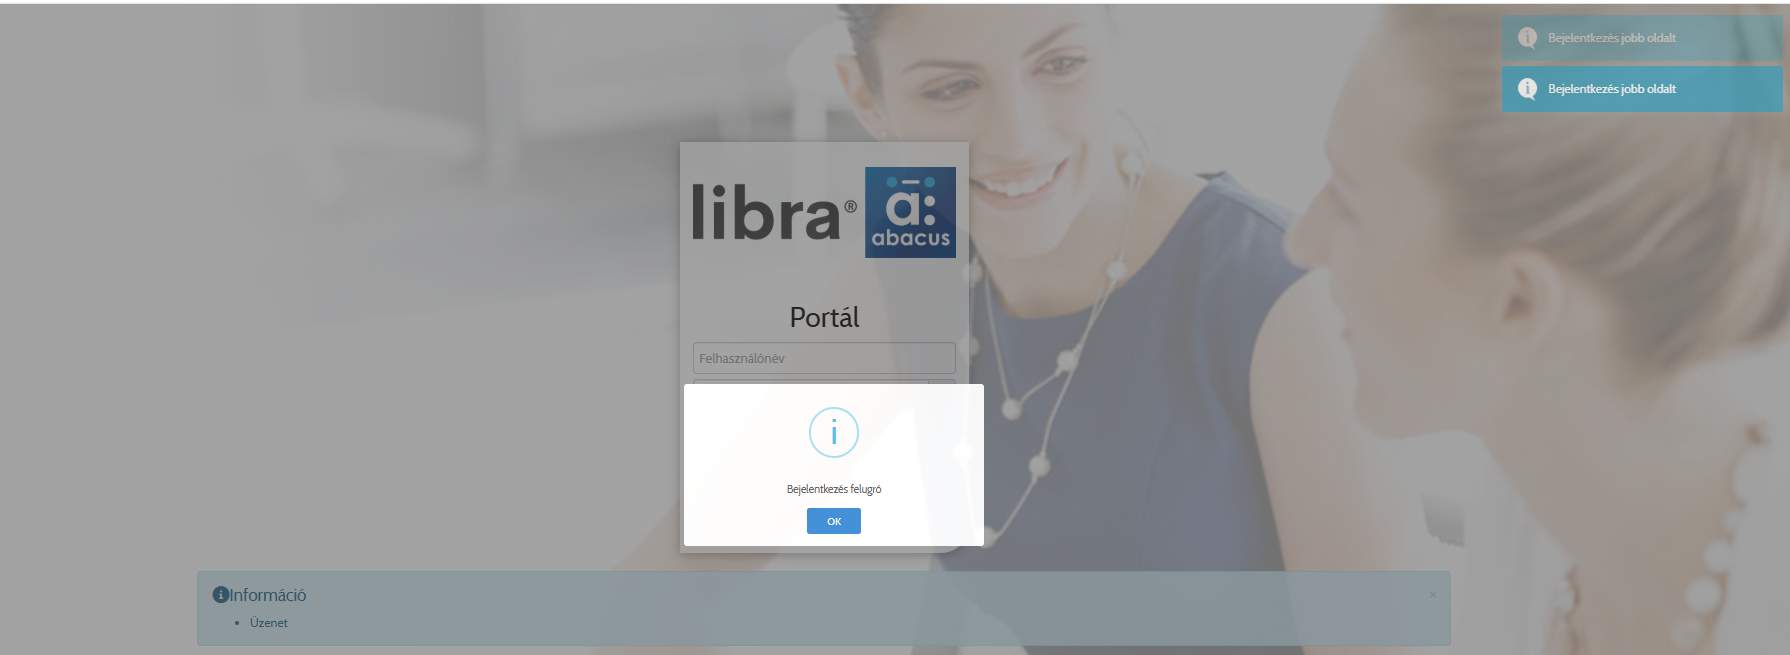 Bejelentkezés jobb oldalt
Bejelentkezés jobb oldalt
libra®
a:
abacus
Portál
Felhasználónév
i
Bejelentkezés felugró
OK
Információ
×
Üzenet